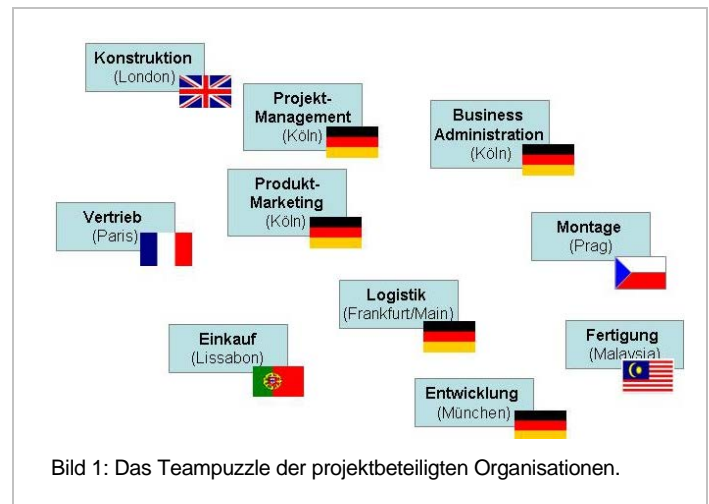 Konstruktion
(London)
Projekt-
Management
(Köln)
Business
Administration
(Köln)
Produkt-
Marketing
(Köln)
Vertrieb
(Paris)
Montage
(Prag)
Logistik
(Frankfurt/Main)
Einkauf
(Lissabon)
Fertigung
(Malaysia)
Entwicklung
(München)
Bild 1: Das Teampuzzle der projektbeteiligten Organisationen.